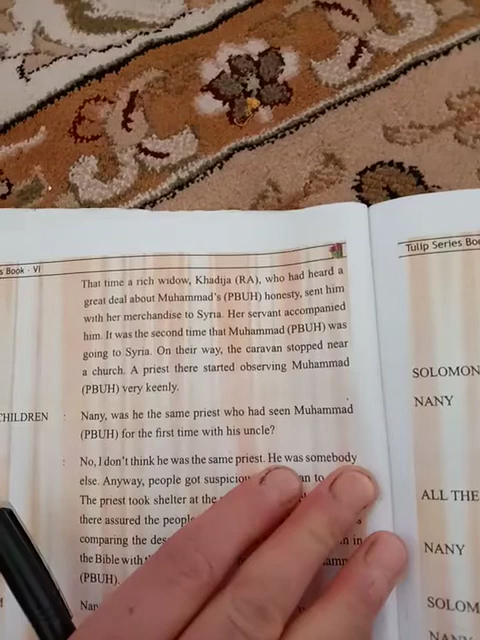 s Book - VI
That time a rich widow, Khadija (RA), who had heard a
great deal about Muhammad's (PBUH) honesty, sent him
with her merchandise to Syria. Her servant accompanied
him. It was the second time that Muhammad (PBUH) was
going to Syria. On their way, the caravan stopped near
a church. A priest there started observing Muhammad
(PBUH) very keenly.
CHILDREN : Nany, was he the same priest who had seen Muhammad
(PBUH) for the first time with his uncle?
: No, I don't think he was the same priest. He was somebody
else. Anyway, people got an to
The priest took shelter at the
there assured the
comparing the in
the Bible with
(PBUH).
Tulip Series
SOLOMON
NANY
ALL THE
NANY
SOLOM
NANY